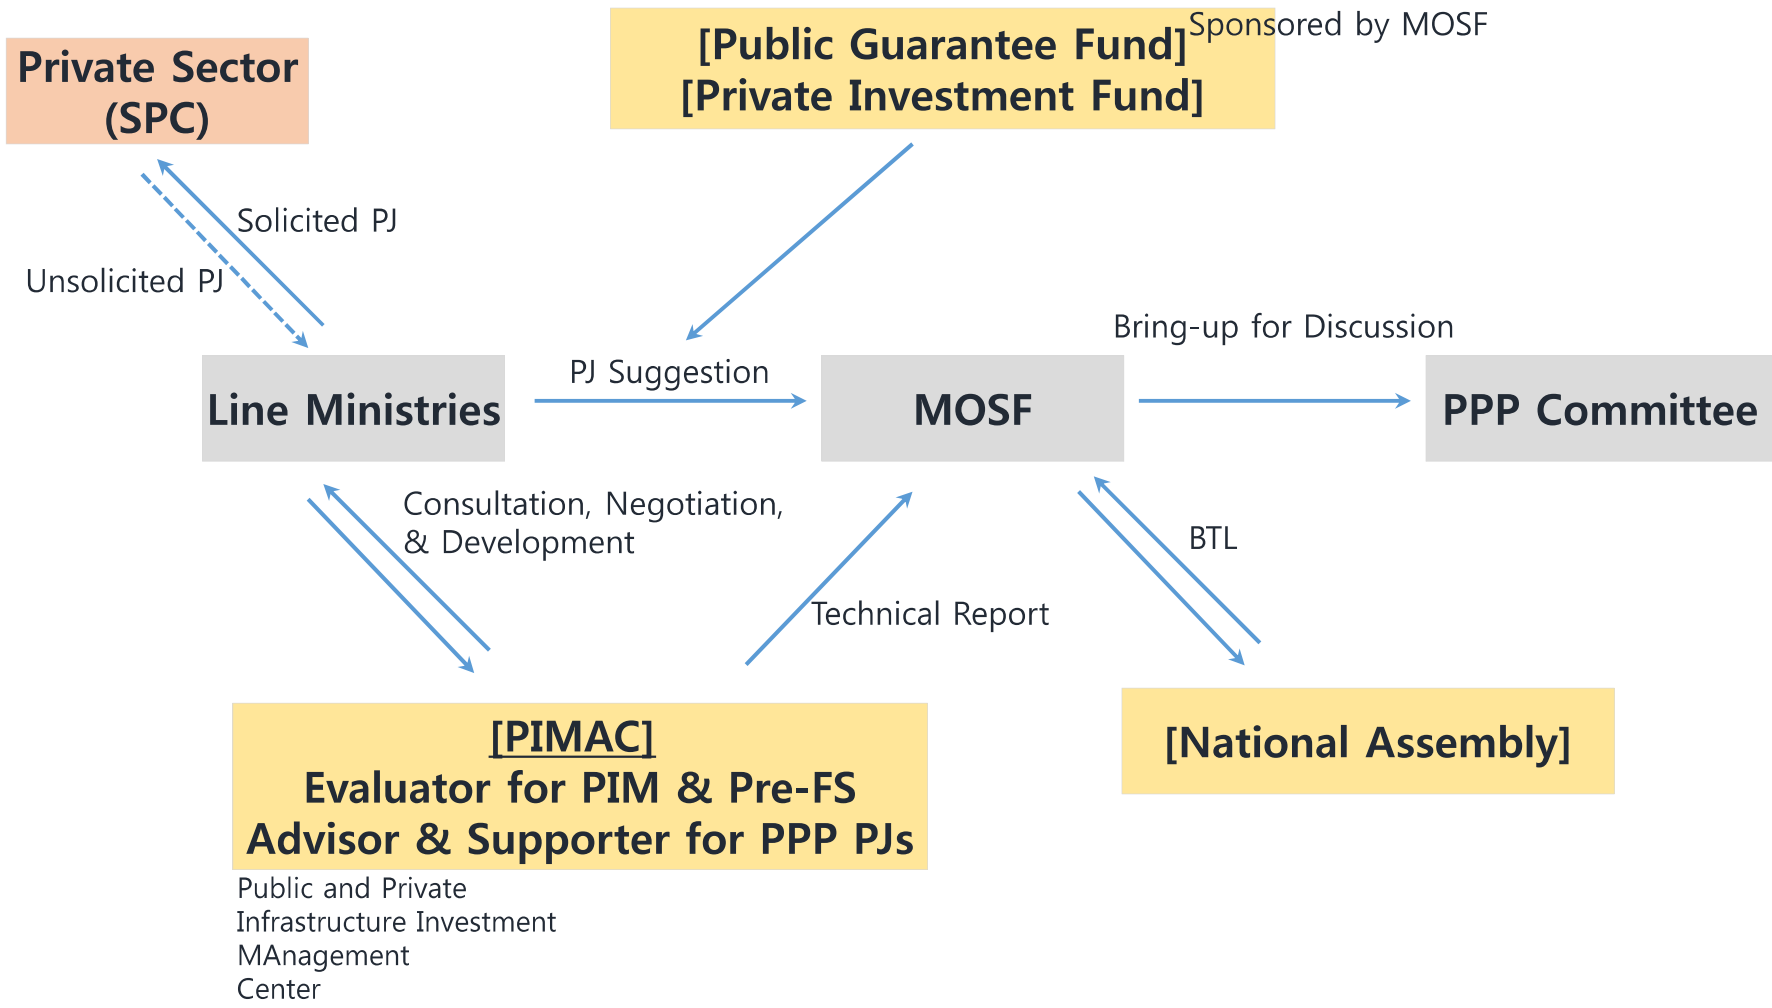 Sponsored by MOSF
[Public Guarantee Fund]
[Private Investment Fund]
Private Sector
(SPC)
Solicited PJ
Unsolicited PJ
Bring-up for Discussion
PJ Suggestion
Line Ministries
MOSF
PPP Committee
Consultation, Negotiation,
& Development
BTL
Technical Report
[PIMAC]
Evaluator for PIM & Pre-FS
Advisor & Supporter for PPP PJs
[National Assembly]
Public and Private
Infrastructure Investment
MAnagement
Center